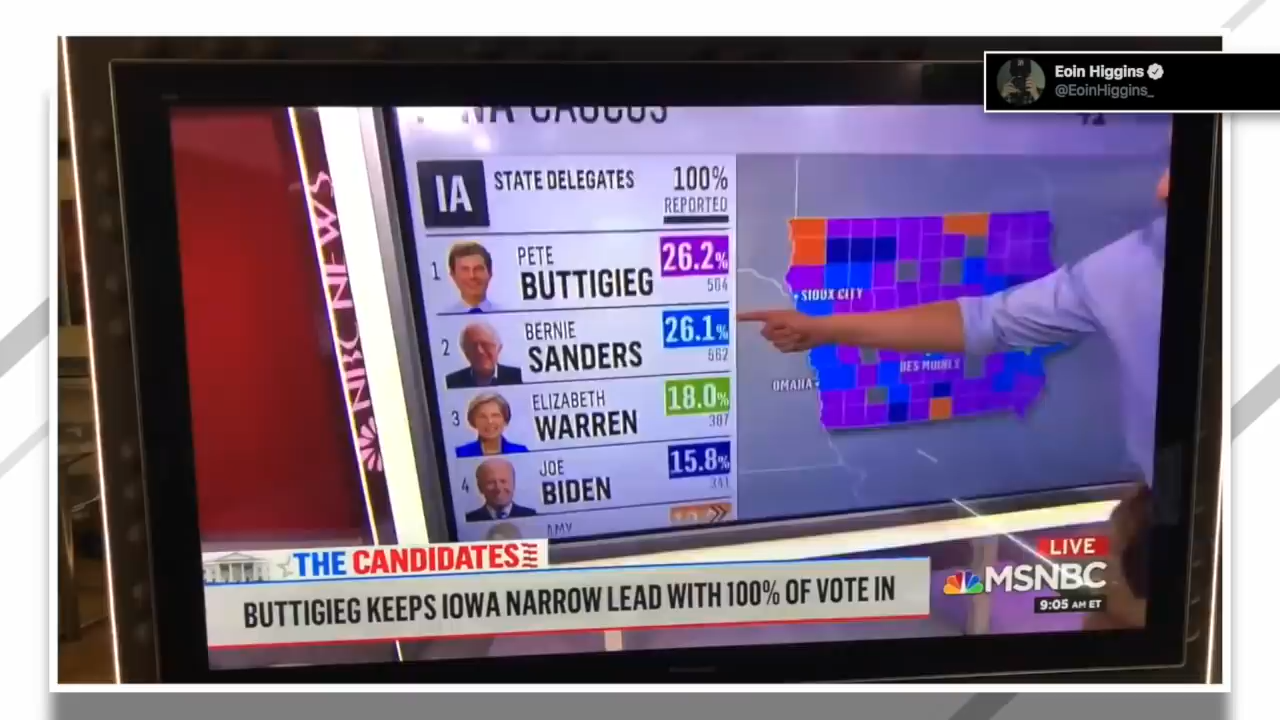 Eoin Higgins
@EoinHiggins_
CAUCUS
NBC NEWS
IA
STATE DELEGATES
100%
REPORTED
1
PETE
BUTTIGIEG
26.2%
564
2
BERNIE
SANDERS
26.1%
562
3
ELIZABETH
WARREN
18.0%
387
4
JOE
BIDEN
15.8%
341
AMY
SIOUX CITY
DES MOINES
OMAHA
THE CANDIDATES
BUTTIGIEG KEEPS IOWA NARROW LEAD WITH 100% OF VOTE IN
LIVE
MSNBC
9:05 AM ET